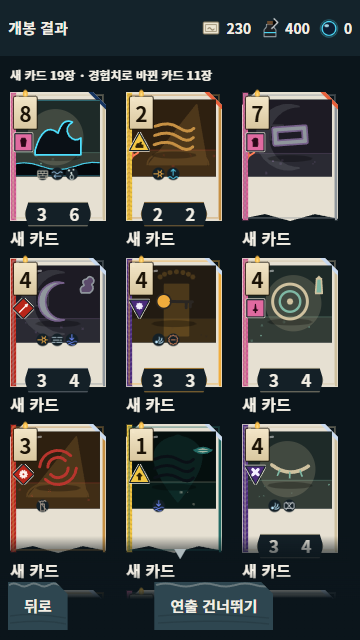 개봉 결과
230
400
0
새 카드 19장 · 경험치로 바뀐 카드 11장
8
3 6
새 카드
2
2 2
새 카드
7
새 카드
4
3 4
새 카드
4
3 3
새 카드
4
3 4
새 카드
3
새 카드
1
새 카드
4
3 4
새 카드
뒤로
연출 건너뛰기